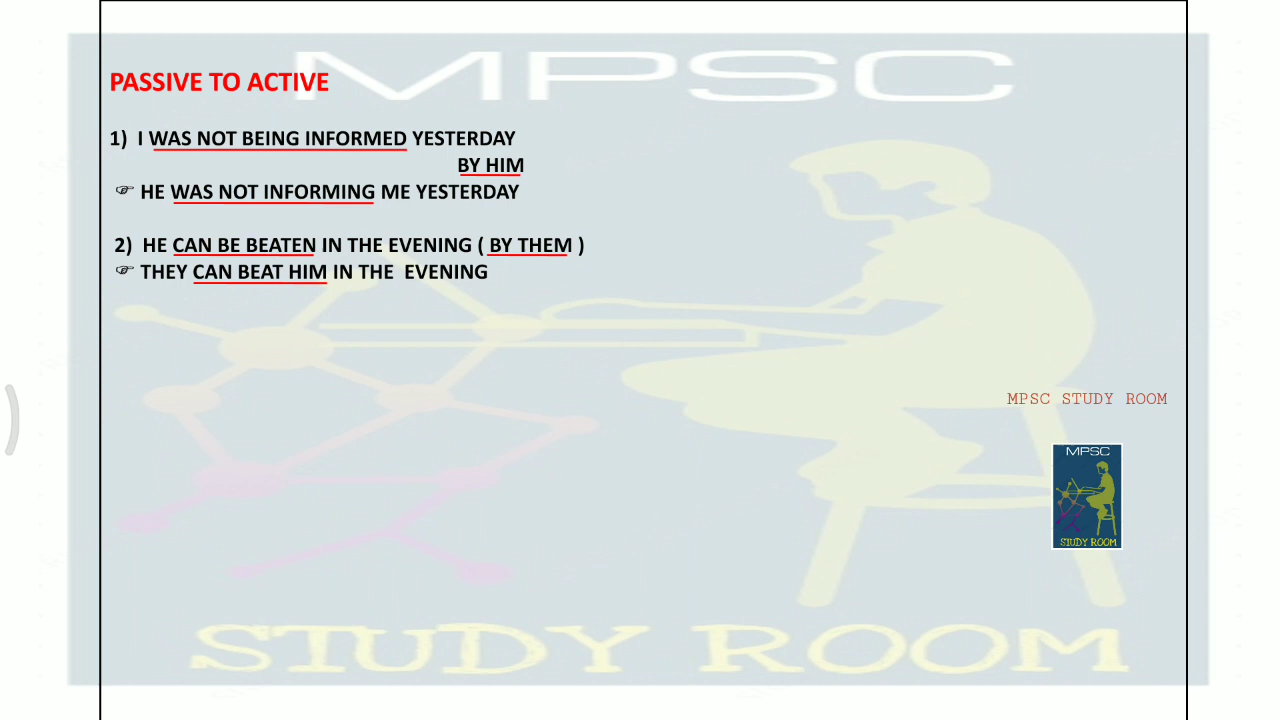 MPSC
PASSIVE TO ACTIVE
1) I WAS NOT BEING INFORMED YESTERDAY
BY HIM
☞ HE WAS NOT INFORMING ME YESTERDAY
2) HE CAN BE BEATEN IN THE EVENING ( BY THEM )
☞ THEY CAN BEAT HIM IN THE EVENING
MPSC STUDY ROOM
MPSC
STUDY ROOM
STUDY ROOM